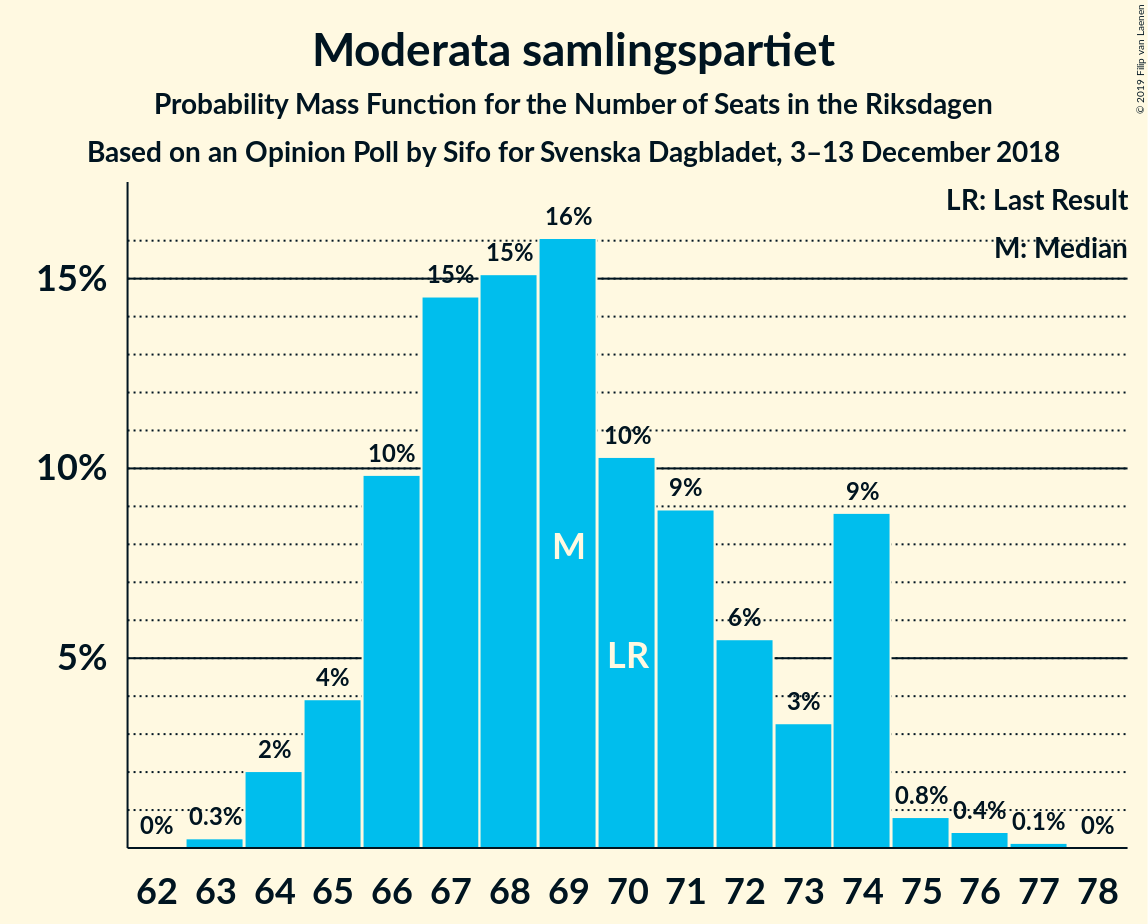 Moderata samlingspartiet
Probability Mass Function for the Number of Seats in the Riksdagen
Based on an Opinion Poll by Sifo for Svenska Dagbladet, 3–13 December 2018
© 2019 Filip van Laenen
LR: Last Result
M: Median
15%
10%
5%
0%
0.3%
2%
4%
10%
15%
15%
16%
10%
9%
6%
3%
9%
0.8%
0.4%
0.1%
0%
M
LR
62 63 64 65 66 67 68 69 70 71 72 73 74 75 76 77 78